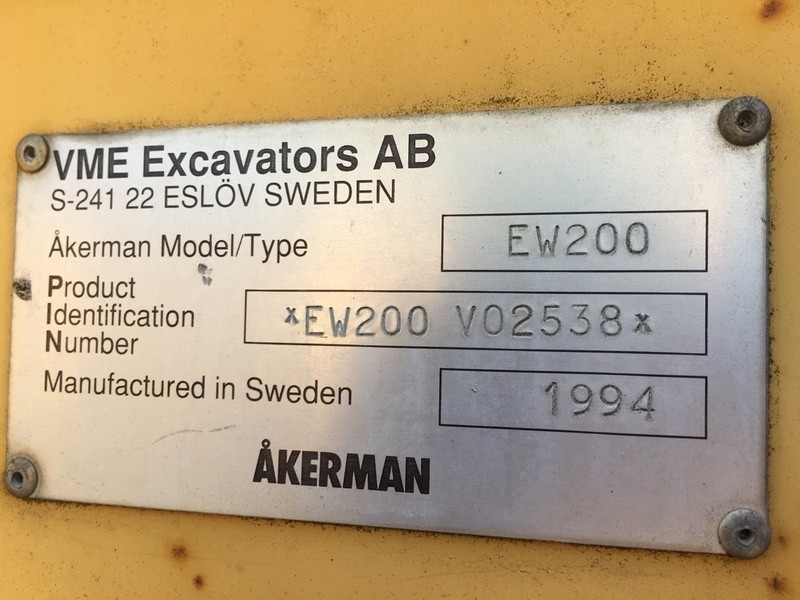 VME Excavators AB
S-241 22 ESLÖV SWEDEN
Åkerman Model/Type EW200
Product
Identification *EW200 V02538*
Number
Manufactured in Sweden 1994
ÅKERMAN